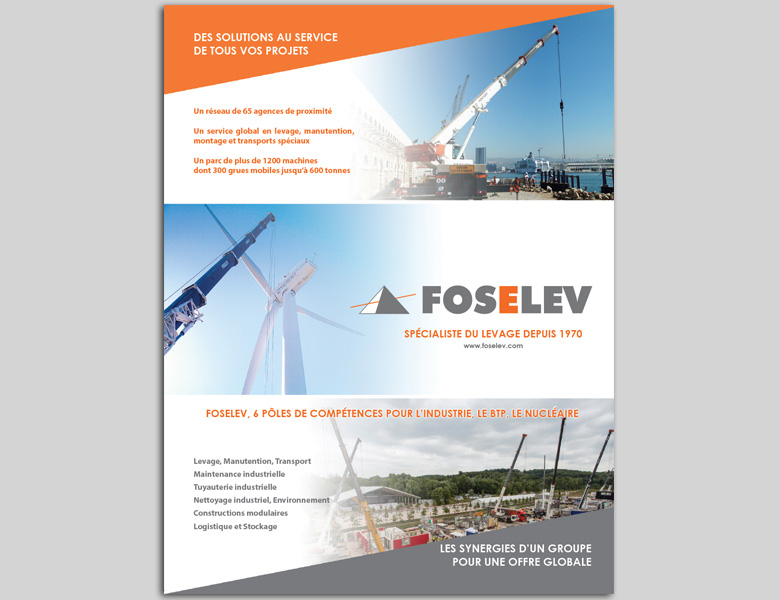 DES SOLUTIONS AU SERVICE
DE TOUS VOS PROJETS
Un réseau de 65 agences de proximité
Un service global en levage, manutention,
montage et transports spéciaux
Un parc de plus de 1200 machines
dont 300 grues mobiles jusqu'à 600 tonnes
FOSELEV
SPÉCIALISTE DU LEVAGE DEPUIS 1970
www.foselev.com
FOSELEV, 6 PÔLES DE COMPÉTENCES POUR L'INDUSTRIE, LE BTP, LE NUCLÉAIRE
Levage, Manutention, Transport
Maintenance industrielle
Tuyauterie industrielle
Nettoyage industriel, Environnement
Constructions modulaires
Logistique et Stockage
LES SYNERGIES D'UN GROUPE
POUR UNE OFFRE GLOBALE